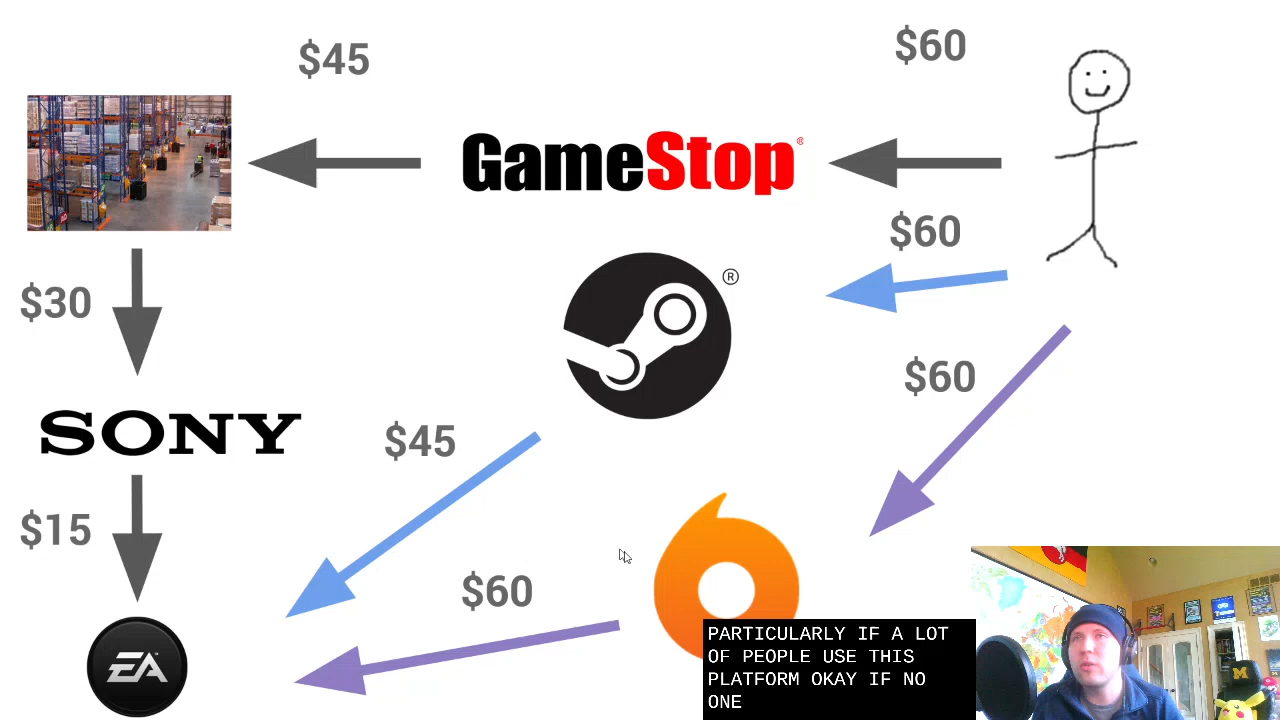 $45
$60
GameStop®
$60
®
$30
$60
SONY
$45
$15
$60
EA™
PARTICULARLY IF A LOT
OF PEOPLE USE THIS
PLATFORM OKAY IF NO
ONE
M